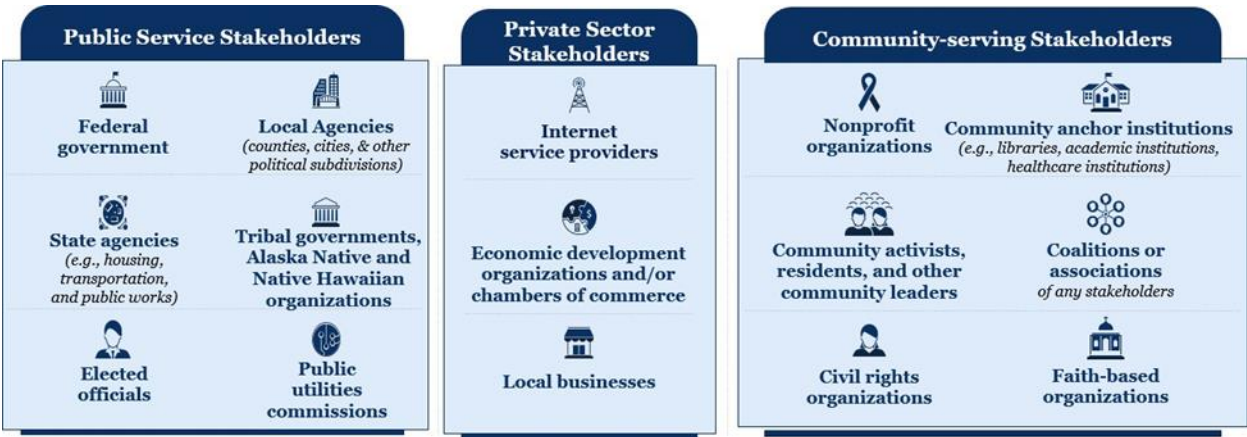 Public Service Stakeholders
Federal
government
Local Agencies
(counties, cities, & other
political subdivisions)
State agencies
(e.g., housing,
transportation,
and public works)
Tribal governments,
Alaska Native and
Native Hawaiian
organizations
Elected
officials
Public
utilities
commissions
Private Sector
Stakeholders
Internet
service providers
Economic development
organizations and/or
chambers of commerce
Local businesses
Community-serving Stakeholders
Nonprofit
organizations
Community anchor institutions
(e.g., libraries, academic institutions,
healthcare institutions)
Community activists,
residents, and other
community leaders
Coalitions or
associations
of any stakeholders
Civil rights
organizations
Faith-based
organizations